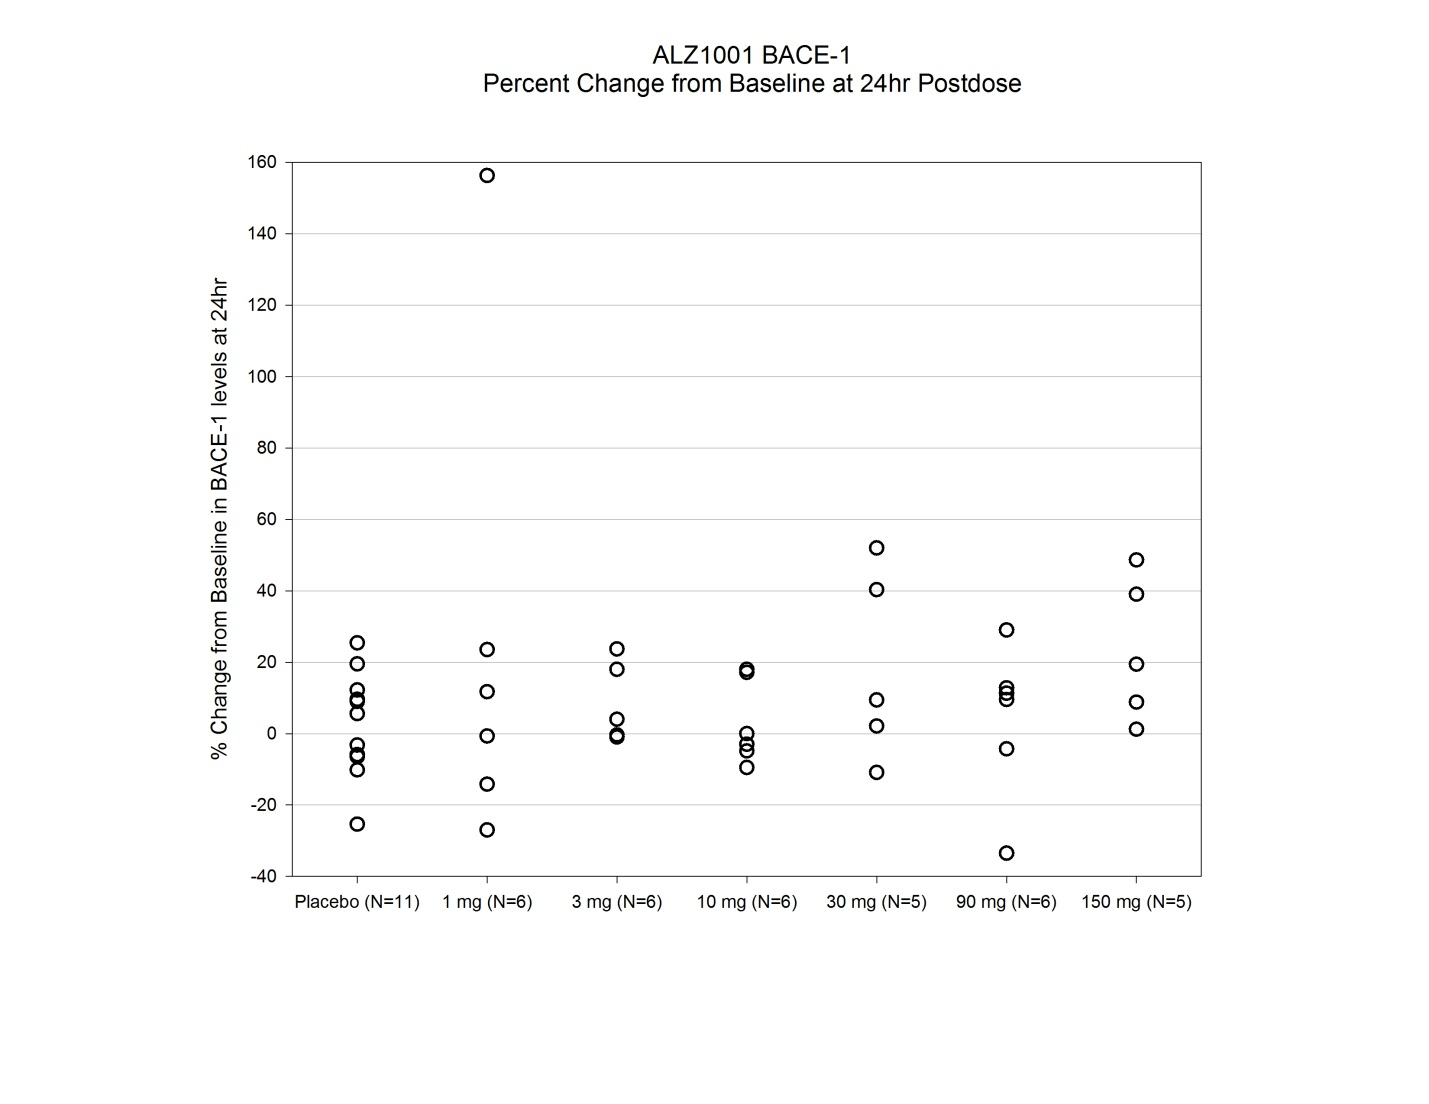 ALZ1001 BACE-1
Percent Change from Baseline at 24hr Postdose
% Change from Baseline in BACE-1 levels at 24hr
160
140
120
100
80
60
40
20
0
-20
-40
Placebo (N=11) 1 mg (N=6) 3 mg (N=6) 10 mg (N=6) 30 mg (N=5) 90 mg (N=6) 150 mg (N=5)